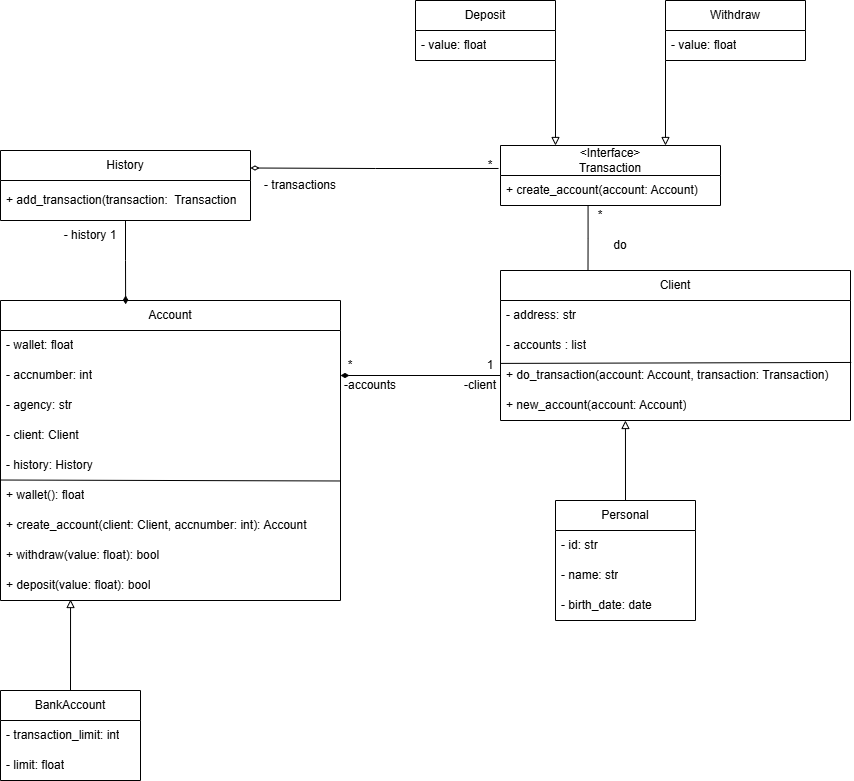 Deposit
- value: float
Withdraw
- value: float
History
+ add_transaction(transaction:  Transaction
- transactions
*
<Interface>
Transaction
+ create_account(account: Account)
*
do
- history 1
Account
- wallet: float
- accnumber: int
- agency: str
- client: Client
- history: History
+ wallet(): float
+ create_account(client: Client, accnumber: int): Account
+ withdraw(value: float): bool
+ deposit(value: float): bool
*
-accounts
1
-client
Client
- address: str
- accounts : list
+ do_transaction(account: Account, transaction: Transaction)
+ new_account(account: Account)
Personal
- id: str
- name: str
- birth_date: date
BankAccount
- transaction_limit: int
- limit: float